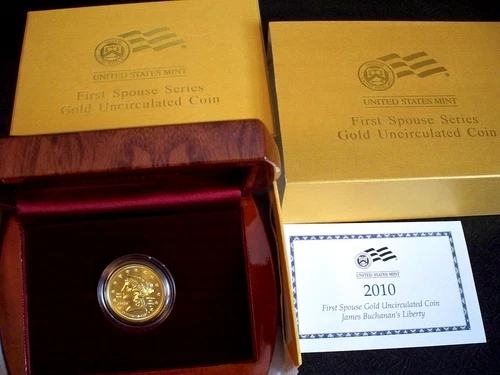 UNITED STATES MINT
First Spouse Series
Gold Uncirculated Coin
UNITED STATES MINT
First Spouse Series
Gold Uncirculated Coin
UNITED STATES MINT
2010
First Spouse Gold Uncirculated Coin
James Buchanan's Liberty